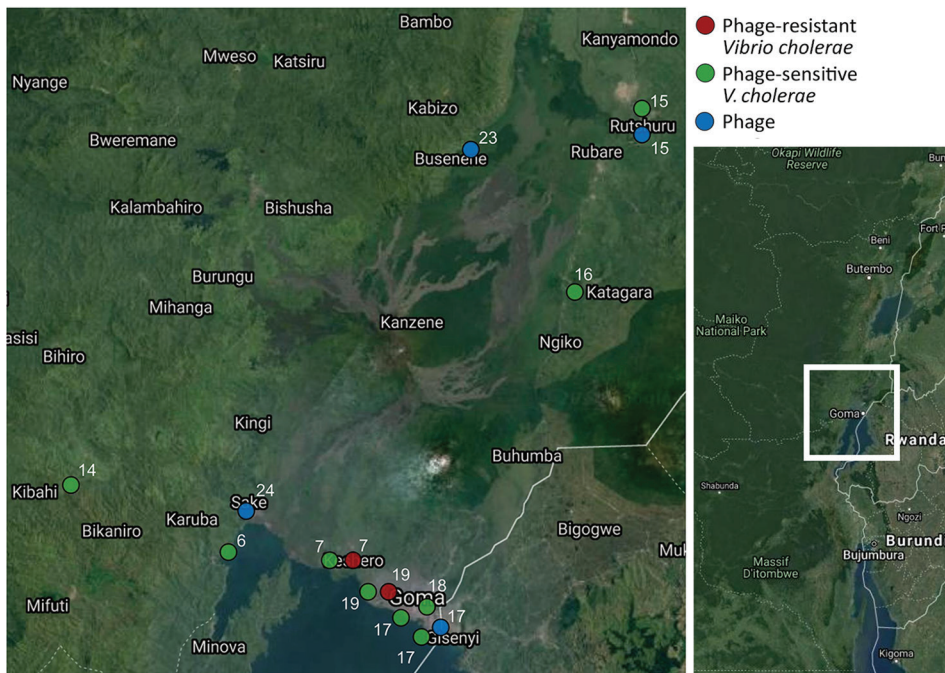 Bambo
Kanyamondo
Mweso
Katsiru
Nyange
Kabizo
15
Rutshuru
15
Bweremane
23
Busenene
Rubare
Kalambahiro
Bishusha
Burungu
16
Katagara
Mihanga
Kanzene
asisi
Ngiko
Bihiro
Kingi
Buhumba
14
Kibahi
24
Sake
Karuba
Bikaniro
Bigogwe
6
7
7
Muk
19
Goma
18
19
Mifuti
17
17
Gisenyi
17
Minova
Phage-resistant
Vibrio cholerae
Phage-sensitive
V. cholerae
Phage
Okapi Wildlife
Reserve
Bun
Fort P
Beni
Butembo
Maiko
National Park
Goma
Rwanda
Shabunda
Ngozi
Burundi
Bujumbura
Massif
D'itombwe
Kigoma